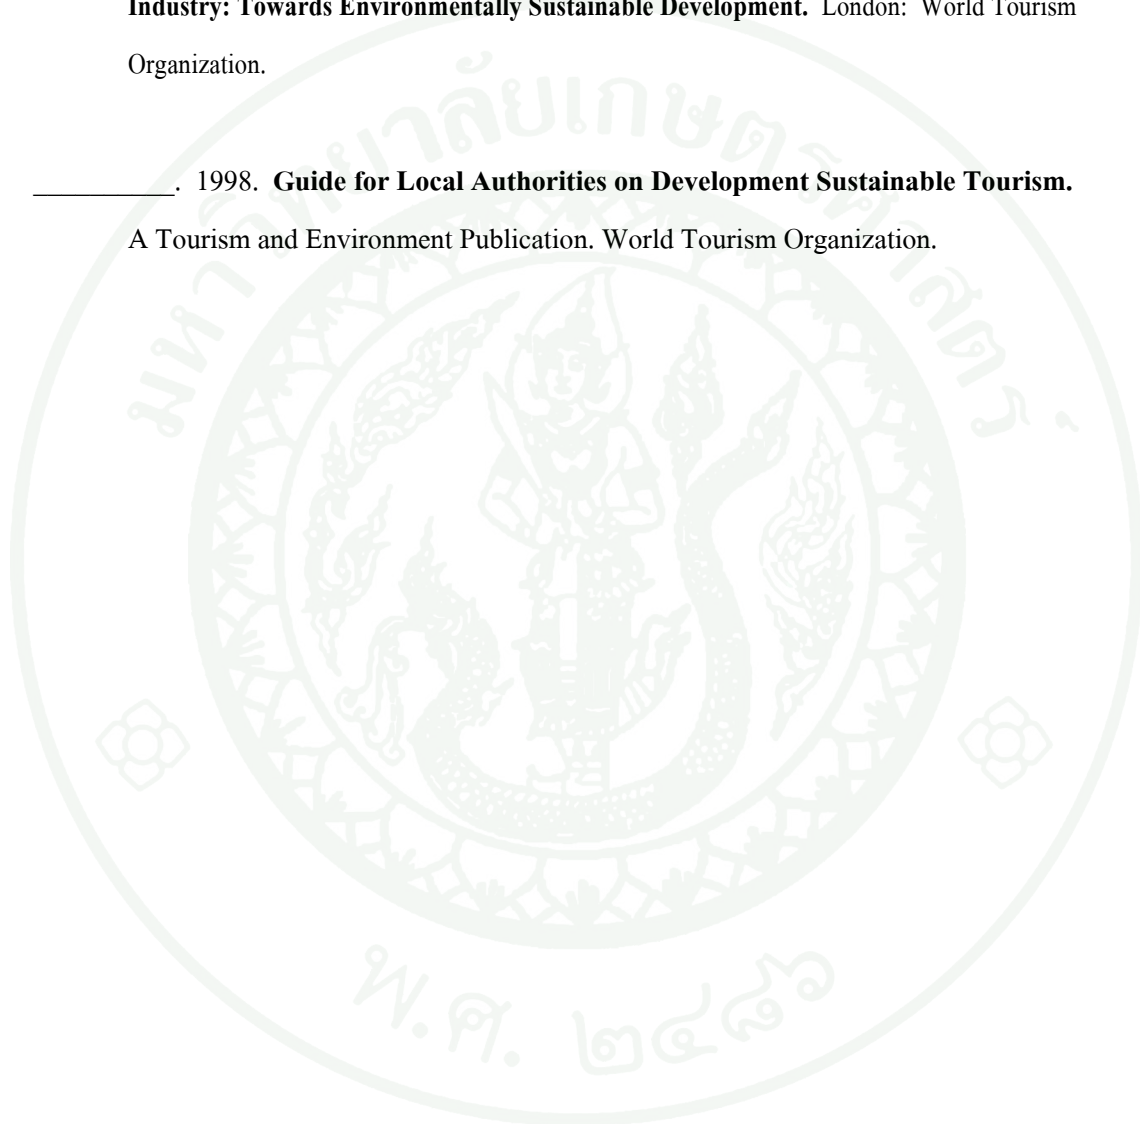 Industry: Towards Environmentally Sustainable Development. London: World Tourism
Organization.
__________. 1998. Guide for Local Authorities on Development Sustainable Tourism.
A Tourism and Environment Publication. World Tourism Organization.
มหาวิทยาลัยเกษตรศาสตร์
พ.ศ. ๒๔๘๖